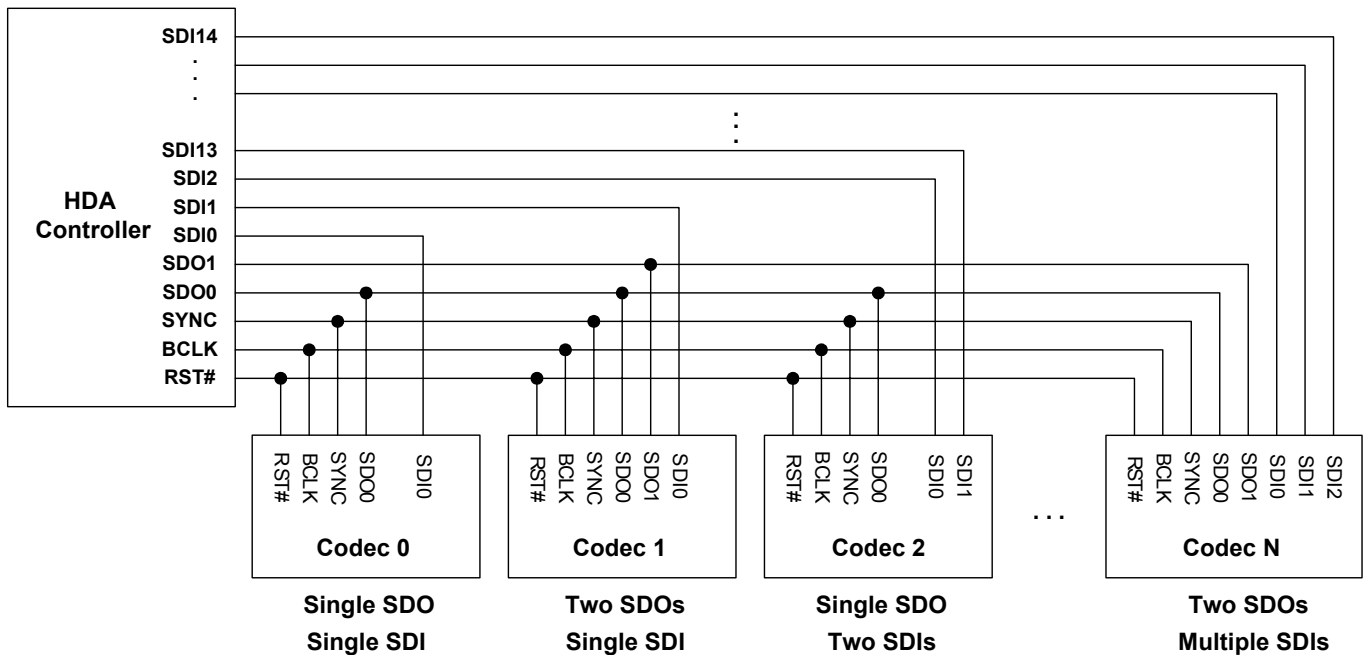 SDI14
.
.
.
SDI13
SDI2
SDI1
SDI0
SDO1
SDO0
SYNC
BCLK
RST#
HDA
Controller
.
.
.
RST#
BCLK
SYNC
SDO0
SDI0
Codec 0
Single SDO
Single SDI
RST#
BCLK
SYNC
SDO0
SDO1
SDI0
Codec 1
Two SDOs
Single SDI
RST#
BCLK
SYNC
SDO0
SDI0
SDI1
Codec 2
Single SDO
Two SDIs
. . .
RST#
BCLK
SYNC
SDO0
SDO1
SDI0
SDI1
SDI2
Codec N
Two SDOs
Multiple SDIs